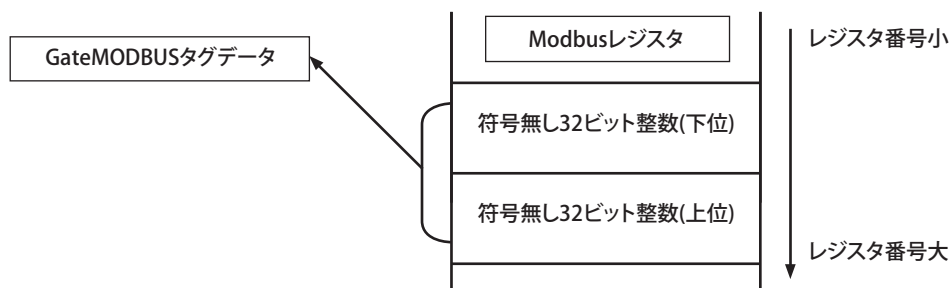 Modbusレジスタ
レジスタ番号小
GateMODBUSタグデータ
符号無し32ビット整数(下位)
符号無し32ビット整数(上位)
レジスタ番号大